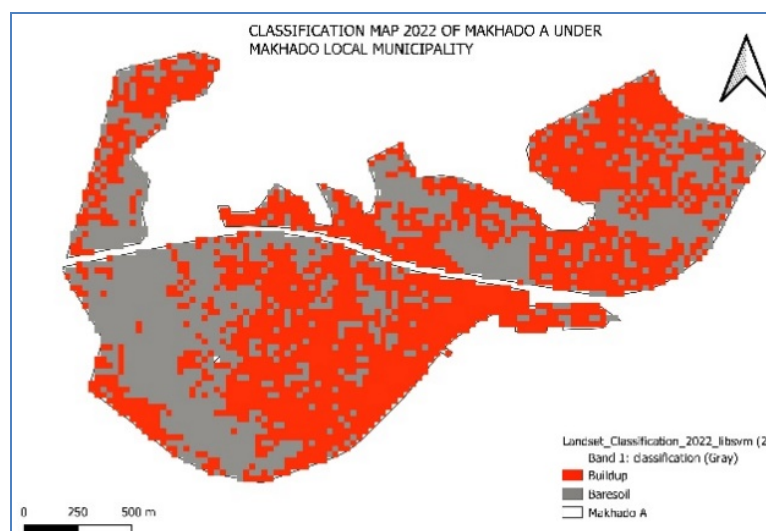 CLASSIFICATION MAP 2022 OF MAKHADO A UNDER
MAKHADO LOCAL MUNICIPALITY
Landset_Classification_2022_libsvm (2
Band 1: classification (Gray)
Buildup
Baresoil
Makhado A
0 250 500 m